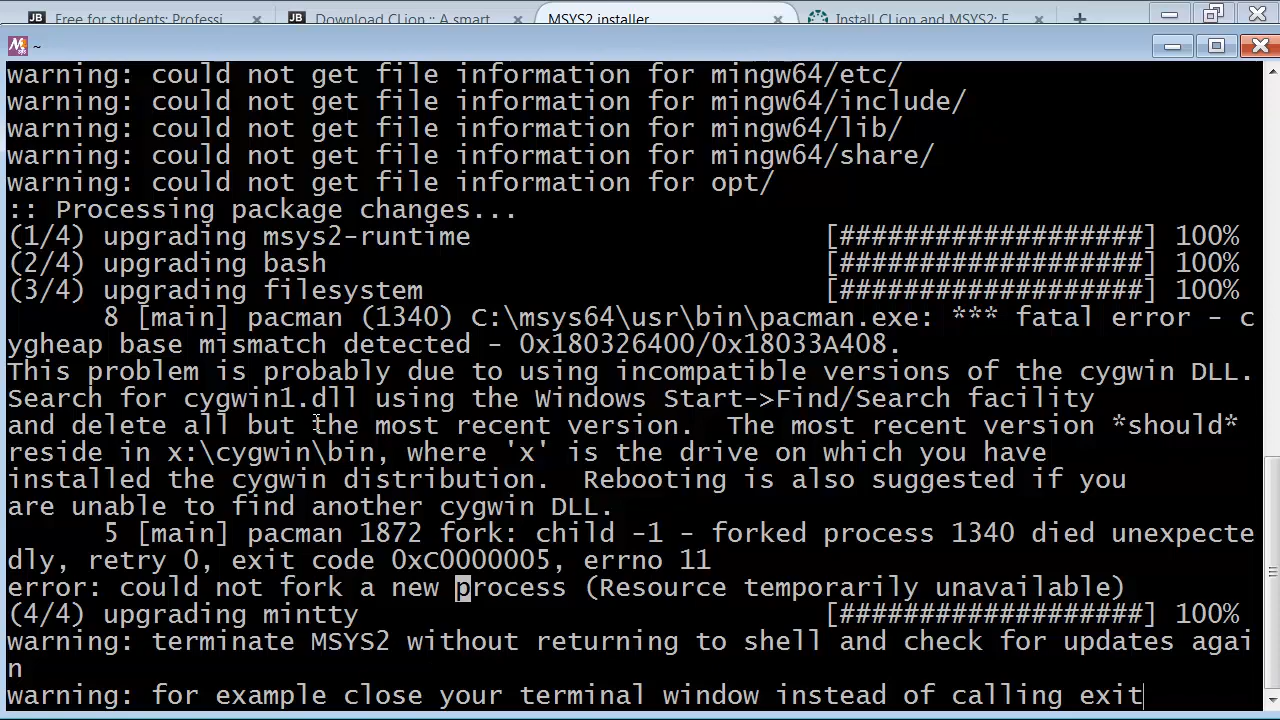 Free for students: Professi
Download CLion :: A smart
MSYS2 installer
Install CLion and MSYS2: F
~
warning: could not get file information for mingw64/etc/
warning: could not get file information for mingw64/include/
warning: could not get file information for mingw64/lib/
warning: could not get file information for mingw64/share/
warning: could not get file information for opt/
:: Processing package changes...
(1/4) upgrading msys2-runtime [###################] 100%
(2/4) upgrading bash [###################] 100%
(3/4) upgrading filesystem [###################] 100%
8 [main] pacman (1340) C:\msys64\usr\bin\pacman.exe: *** fatal error - c
ygheap base mismatch detected - 0x180326400/0x18033A408.
This problem is probably due to using incompatible versions of the cygwin DLL.
Search for cygwin1.dll using the Windows Start->Find/Search facility
and delete all but the most recent version.  The most recent version *should*
reside in x:\cygwin\bin, where 'x' is the drive on which you have
installed the cygwin distribution.  Rebooting is also suggested if you
are unable to find another cygwin DLL.
5 [main] pacman 1872 fork: child -1 - forked process 1340 died unexpecte
dly, retry 0, exit code 0xC0000005, errno 11
error: could not fork a new process (Resource temporarily unavailable)
(4/4) upgrading mintty [###################] 100%
warning: terminate MSYS2 without returning to shell and check for updates agai
n
warning: for example close your terminal window instead of calling exit